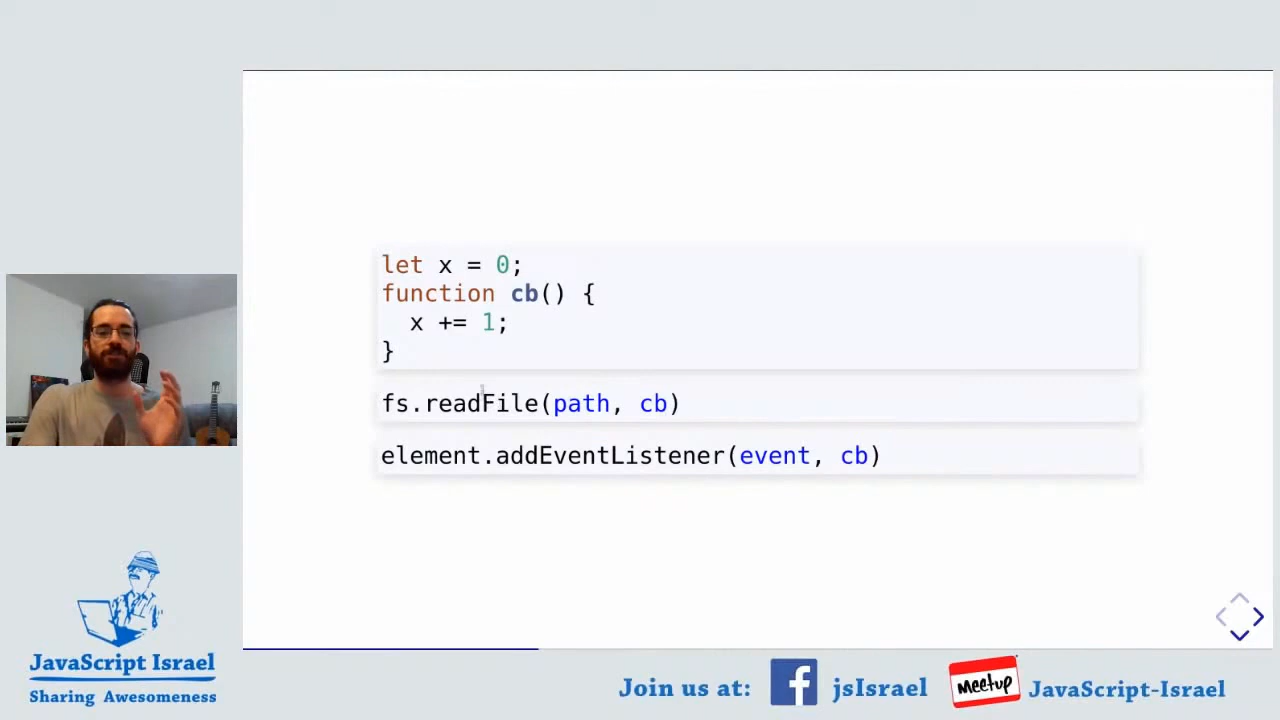 let x = 0;
function cb() {
  x += 1;
}
fs.readFile(path, cb)
element.addEventListener(event, cb)
JavaScript Israel
Sharing Awesomeness
Join us at:
f
jsIsrael
Meetup
JavaScript-Israel